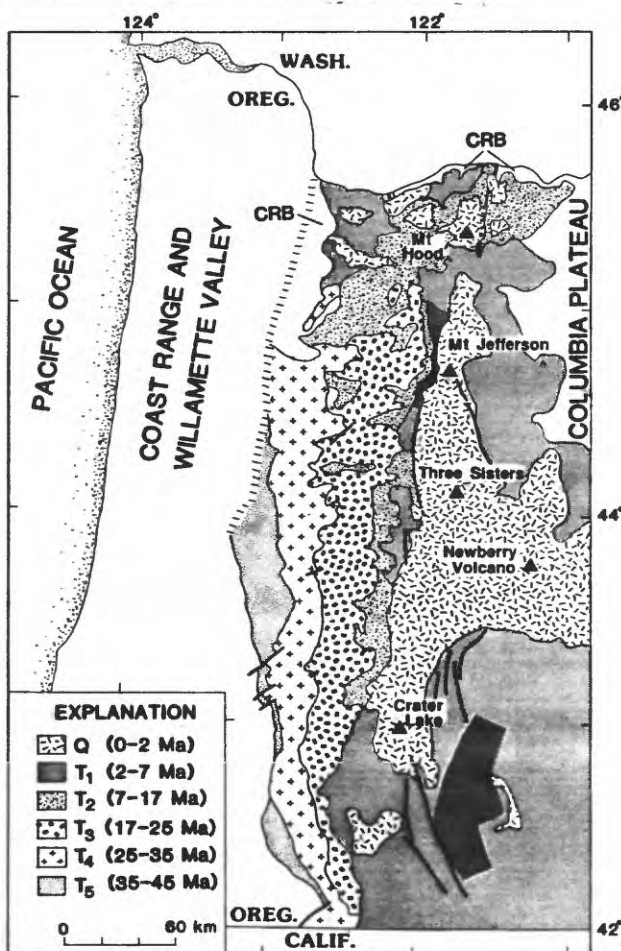 124°
122°
WASH.
OREG.
46°
CRB
CRB
Mt
Hood
PACIFIC OCEAN
COAST RANGE AND
WILLAMETTE VALLEY
COLUMBIA PLATEAU
Mt Jefferson
Three Sisters
44°
Newberry
Volcano
Crater
Lake
EXPLANATION
Q (0-2 Ma)
T1 (2-7 Ma)
T2 (7-17 Ma)
T3 (17-25 Ma)
T4 (25-35 Ma)
T5 (35-45 Ma)
0 60 km
OREG.
CALIF.
42°